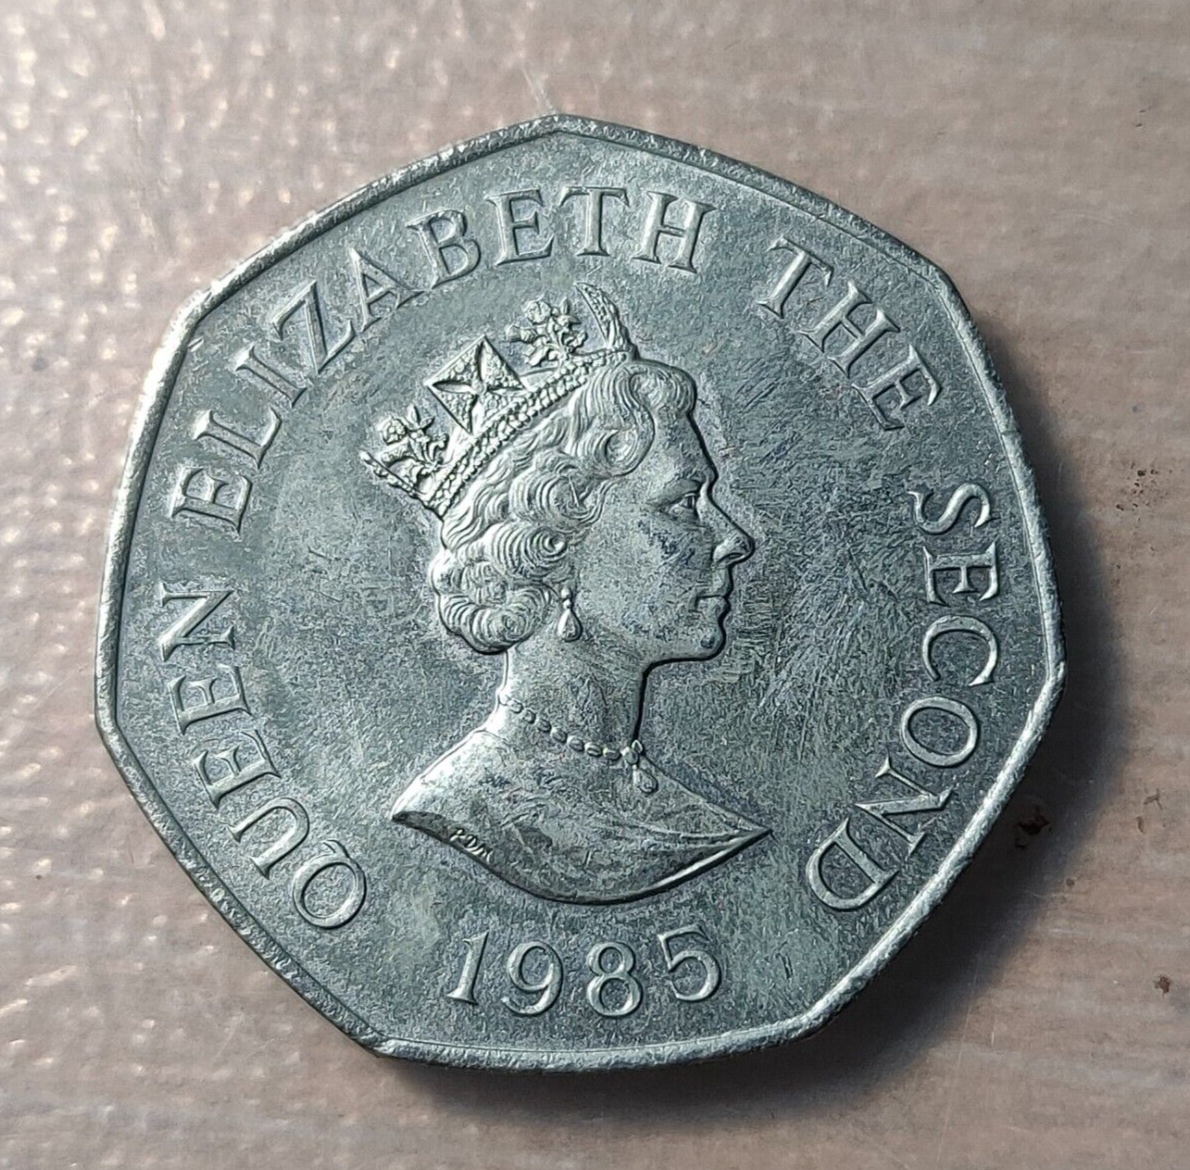 QUEEN ELIZABETH THE SECOND
1985
RDM